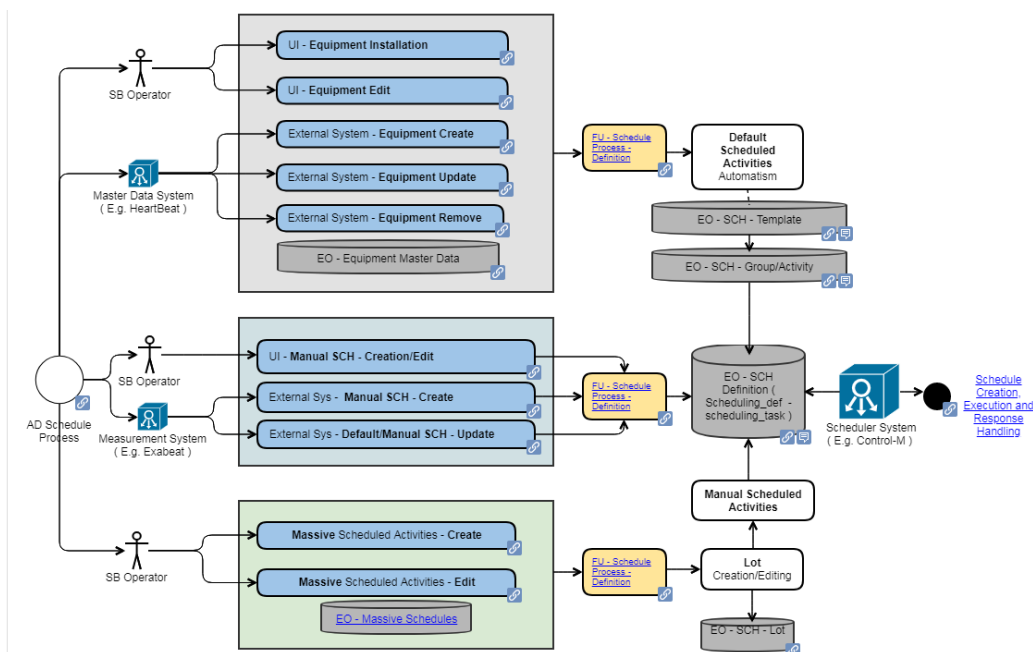 UI - Equipment Installation
SB Operator
UI - Equipment Edit
External System - Equipment Create
Master Data System
( E.g. HeartBeat )
External System - Equipment Update
External System - Equipment Remove
EO - Equipment Master Data
FU - Schedule
Process -
Definition
Default
Scheduled
Activities
Automatism
EO - SCH - Template
EO - SCH - Group/Activity
AD Schedule
Process
SB Operator
UI - Manual SCH - Creation/Edit
External Sys - Manual SCH - Create
Measurement System
( E.g. Exabeat )
External Sys - Default/Manual SCH - Update
FU - Schedule
Process -
Definition
EO - SCH
Definition (
Scheduling_def -
scheduling_task )
Scheduler System
( E.g. Control-M )
Schedule
Creation,
Execution and
Response
Handling
Manual Scheduled
Activities
SB Operator
Massive Scheduled Activities - Create
Massive Scheduled Activities - Edit
EO - Massive Schedules
FU - Schedule
Process -
Definition
Lot
Creation/Editing
EO - SCH - Lot